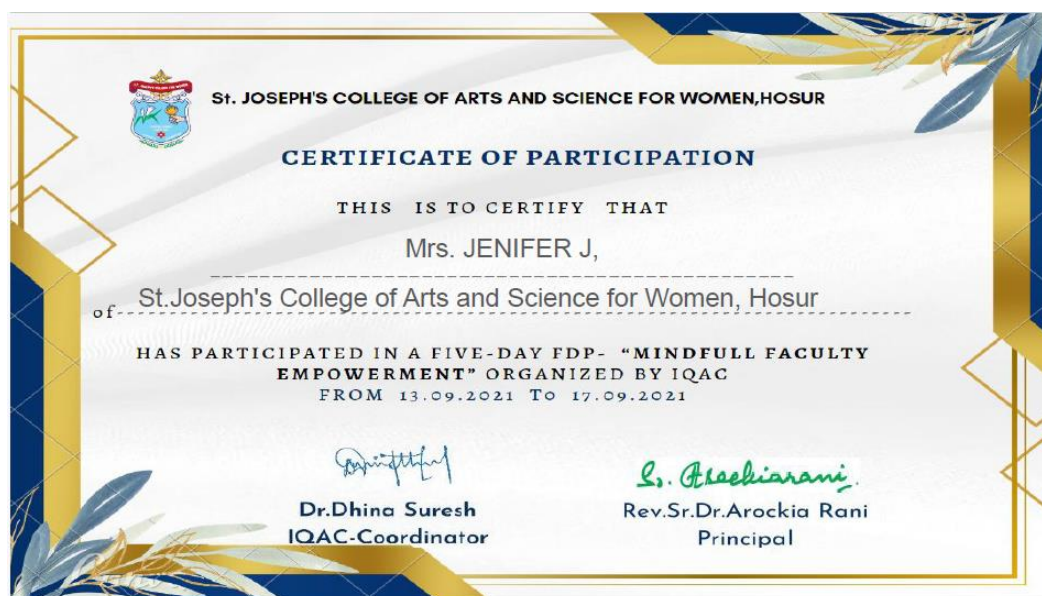 St. JOSEPH'S COLLEGE OF ARTS AND SCIENCE FOR WOMEN,HOSUR
CERTIFICATE OF PARTICIPATION
THIS IS TO CERTIFY THAT
Mrs. JENIFER J,
of St.Joseph's College of Arts and Science for Women, Hosur
HAS PARTICIPATED IN A FIVE-DAY FDP- “MINDFULL FACULTY
EMPOWERMENT” ORGANIZED BY IQAC
FROM 13.09.2021 To 17.09.2021
Sr. Arockiarani
Dr.Dhina Suresh
IQAC-Coordinator
Rev.Sr.Dr.Arockia Rani
Principal